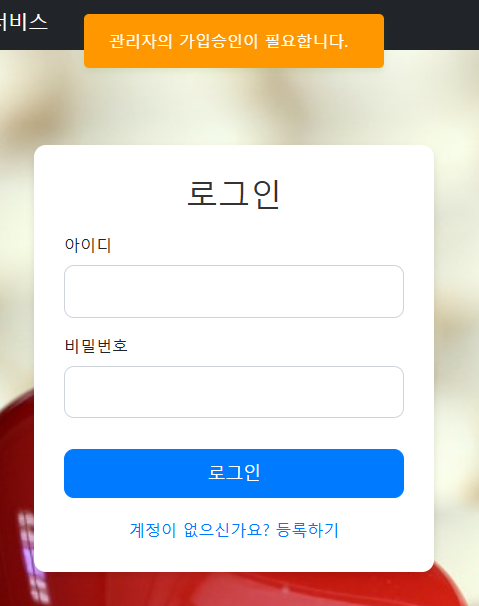 서비스
관리자의 가입승인이 필요합니다.
로그인
아이디
비밀번호
로그인
계정이 없으신가요? 등록하기